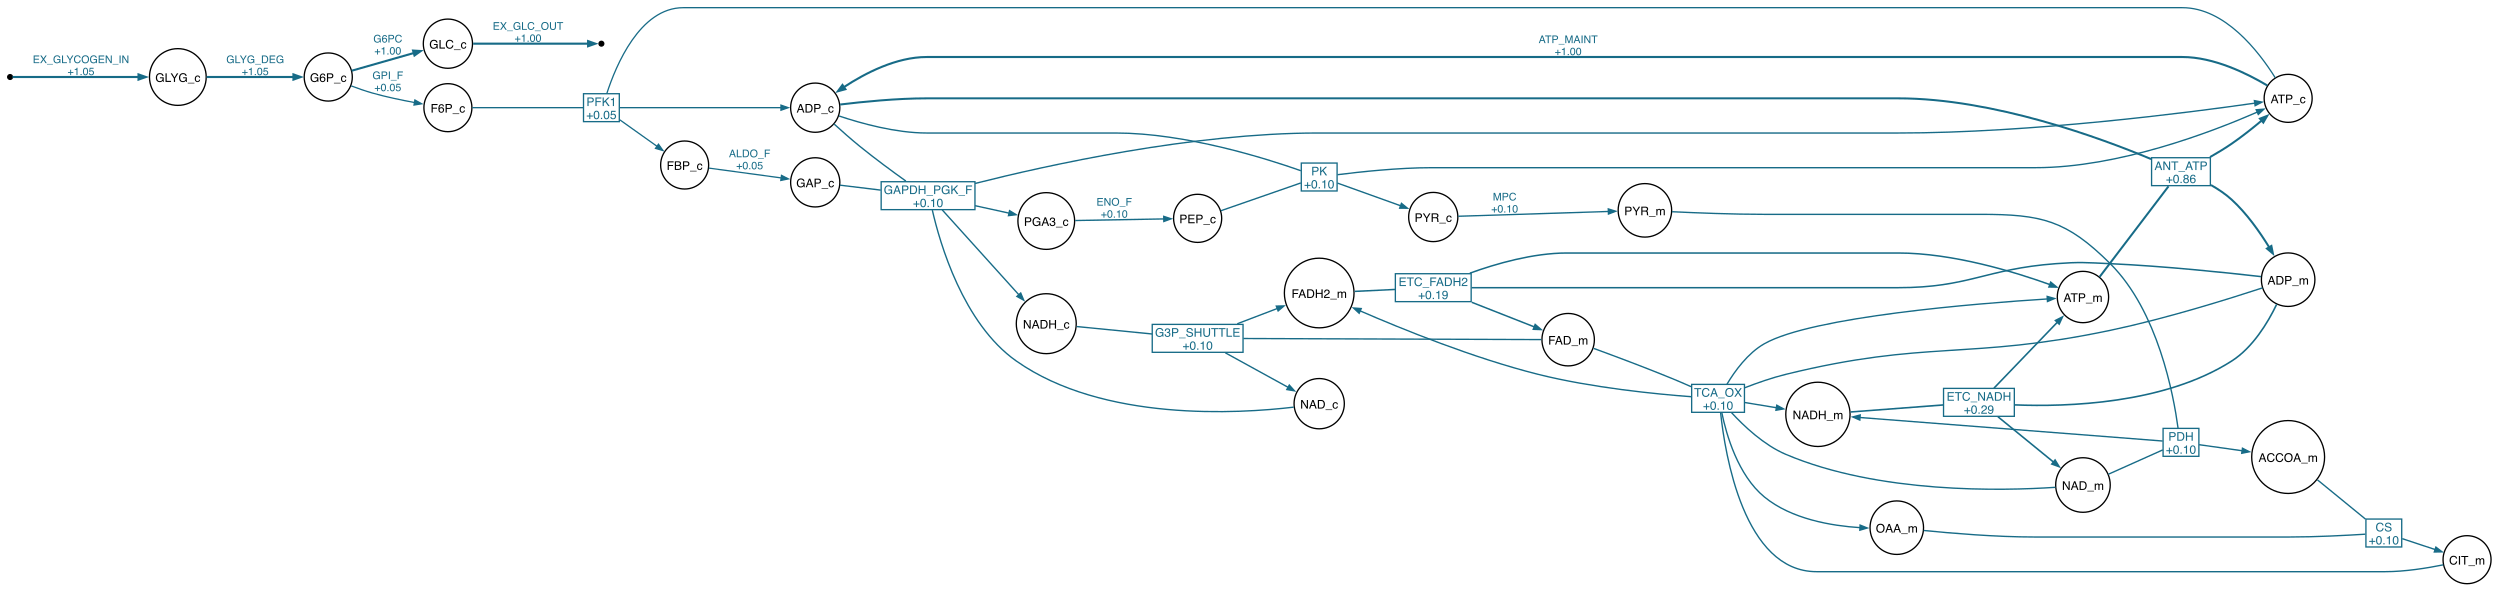 EX_GLYCOGEN_IN
+1.05
GLYG_c
GLYG_DEG
+1.05
G6P_c
G6PC
+1.00
GPI_F
+0.05
GLC_c
F6P_c
EX_GLC_OUT
+1.00
PFK1
+0.05
FBP_c
ALDO_F
+0.05
ADP_c
GAP_c
GAPDH_PGK_F
+0.10
PGA3_c
NADH_c
ENO_F
+0.10
PEP_c
G3P_SHUTTLE
+0.10
PK
+0.10
FADH2_m
NAD_c
ETC_FADH2
+0.19
PYR_c
MPC
+0.10
ATP_MAINT
+1.00
FAD_m
PYR_m
TCA_OX
+0.10
NADH_m
OAA_m
ETC_NADH
+0.29
ATP_m
NAD_m
ANT_ATP
+0.86
PDH
+0.10
ATP_c
ADP_m
ACCOA_m
CS
+0.10
CIT_m